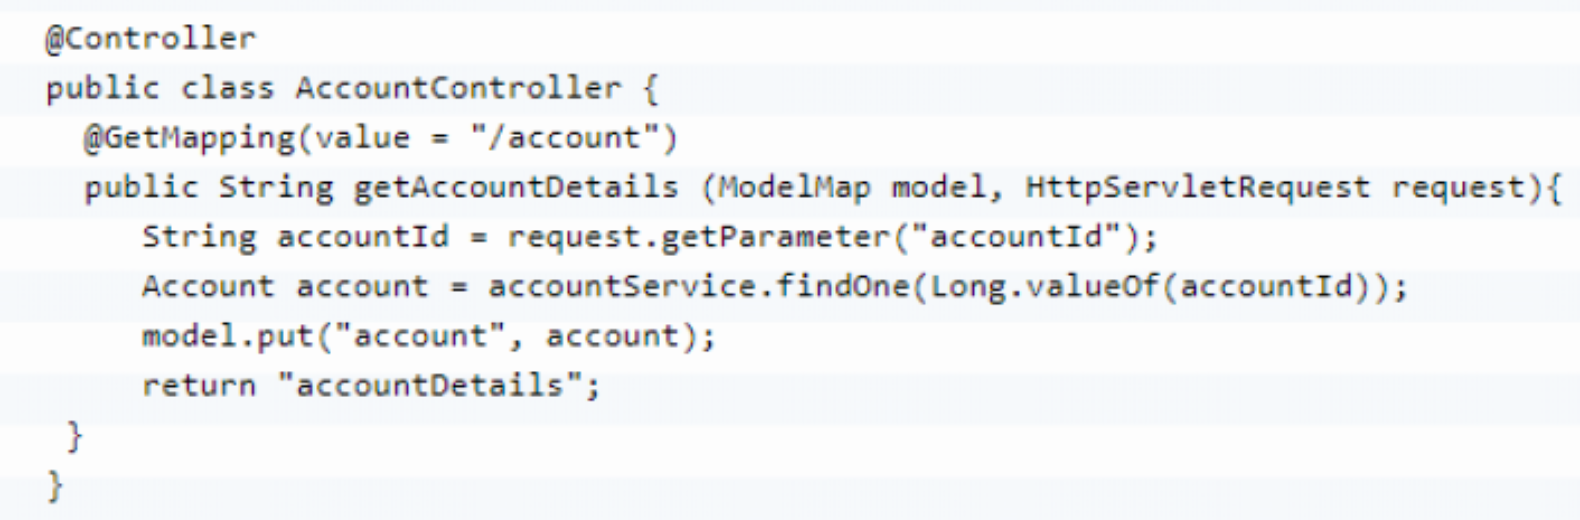 @Controller
public class AccountController {
@GetMapping(value = "/account")
public String getAccountDetails (ModelMap model, HttpServletRequest request){
String accountId = request.getParameter("accountId");
Account account = accountService.findOne(Long.valueOf(accountId));
model.put("account", account);
return "accountDetails";
}
}